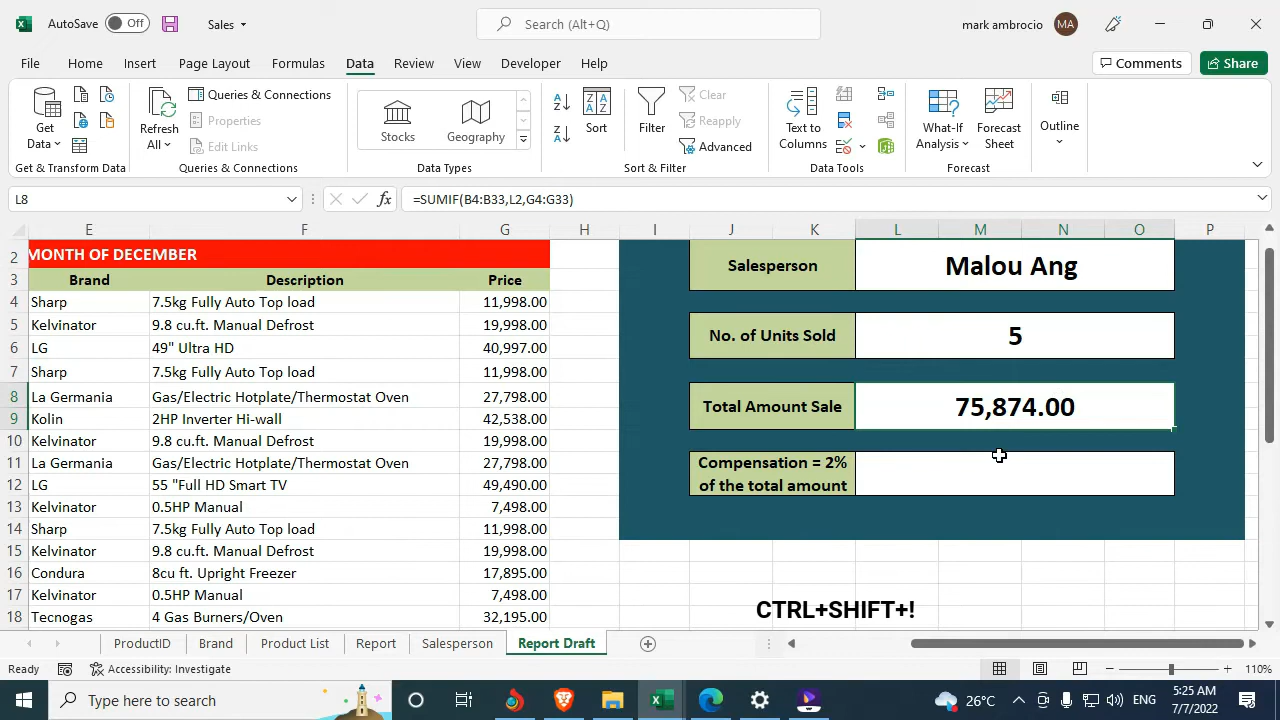 AutoSave Off Sales Search (Alt+Q) mark ambrocio MA
File Home Insert Page Layout Formulas Data Review View Developer Help Comments Share
Get Data Refresh All Queries & Connections Properties Edit Links Stocks Geography Sort Filter Clear Reapply Advanced Text to Columns What-If Analysis Forecast Sheet Outline
Get & Transform Data Queries & Connections Data Types Sort & Filter Data Tools Forecast
L8 fx =SUMIF(B4:B33,L2,G4:G33)
E F G H I J K L M N O P
2 MONTH OF DECEMBER
3 Brand Description Price
4 Sharp 7.5kg Fully Auto Top load 11,998.00
5 Kelvinator 9.8 cu.ft. Manual Defrost 19,998.00
6 LG 49" Ultra HD 40,997.00
7 Sharp 7.5kg Fully Auto Top load 11,998.00
8 La Germania Gas/Electric Hotplate/Thermostat Oven 27,798.00
9 Kolin 2HP Inverter Hi-wall 42,538.00
10 Kelvinator 9.8 cu.ft. Manual Defrost 19,998.00
11 La Germania Gas/Electric Hotplate/Thermostat Oven 27,798.00
12 LG 55 "Full HD Smart TV 49,490.00
13 Kelvinator 0.5HP Manual 7,498.00
14 Sharp 7.5kg Fully Auto Top load 11,998.00
15 Kelvinator 9.8 cu.ft. Manual Defrost 19,998.00
16 Condura 8cu ft. Upright Freezer 17,895.00
17 Kelvinator 0.5HP Manual 7,498.00
18 Tecnogas 4 Gas Burners/Oven 32,195.00
Salesperson Malou Ang
No. of Units Sold 5
Total Amount Sale 75,874.00
Compensation = 2%
of the total amount
CTRL+SHIFT+!
ProductID Brand Product List Report Salesperson Report Draft
Ready Accessibility: Investigate 110%
Type here to search 26°C ENG 5:25 AM
7/7/2022